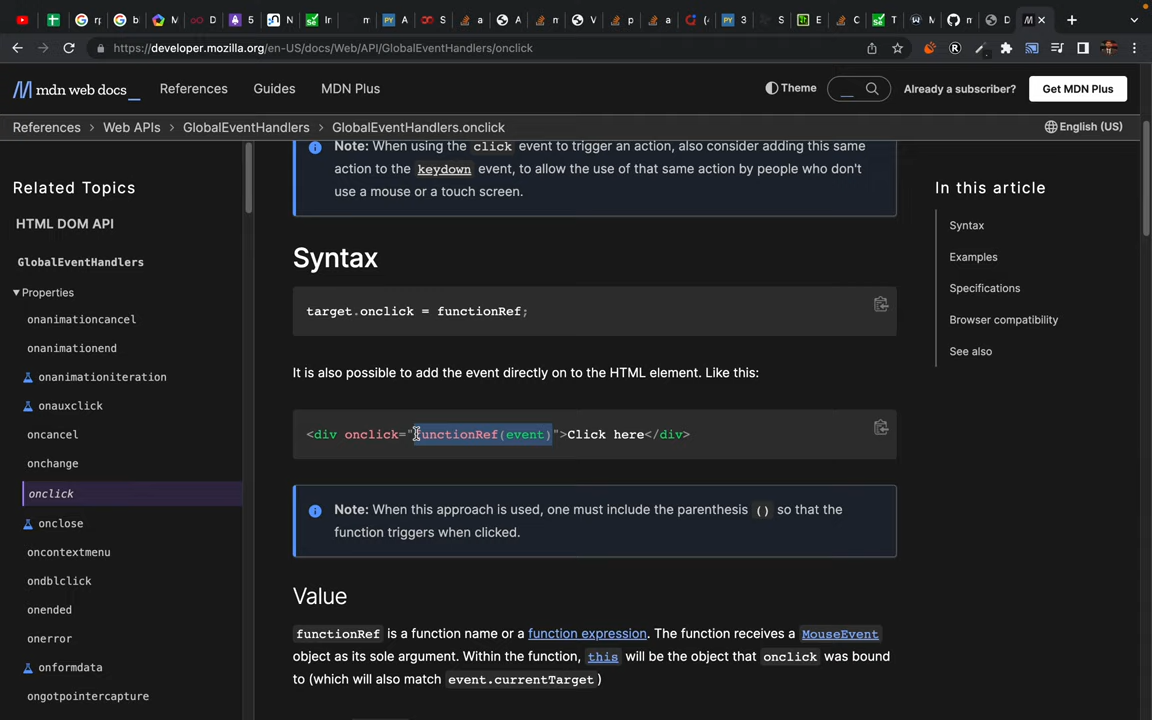 https://developer.mozilla.org/en-US/docs/Web/API/GlobalEventHandlers/onclick
mdn web docs_
References
Guides
MDN Plus
Theme
Already a subscriber?
Get MDN Plus
References
Web APIs
GlobalEventHandlers
GlobalEventHandlers.onclick
English (US)
Related Topics
HTML DOM API
GlobalEventHandlers
Properties
onanimationcancel
onanimationend
onanimationiteration
onauxclick
oncancel
onchange
onclick
onclose
oncontextmenu
ondblclick
onended
onerror
onformdata
ongotpointercapture
Note: When using the click event to trigger an action, also consider adding this same
action to the keydown event, to allow the use of that same action by people who don't
use a mouse or a touch screen.
Syntax
target.onclick = functionRef;
It is also possible to add the event directly on to the HTML element. Like this:
<div onclick="functionRef(event)">Click here</div>
Note: When this approach is used, one must include the parenthesis () so that the
function triggers when clicked.
Value
functionRef is a function name or a function expression. The function receives a MouseEvent
object as its sole argument. Within the function, this will be the object that onclick was bound
to (which will also match event.currentTarget)
In this article
Syntax
Examples
Specifications
Browser compatibility
See also